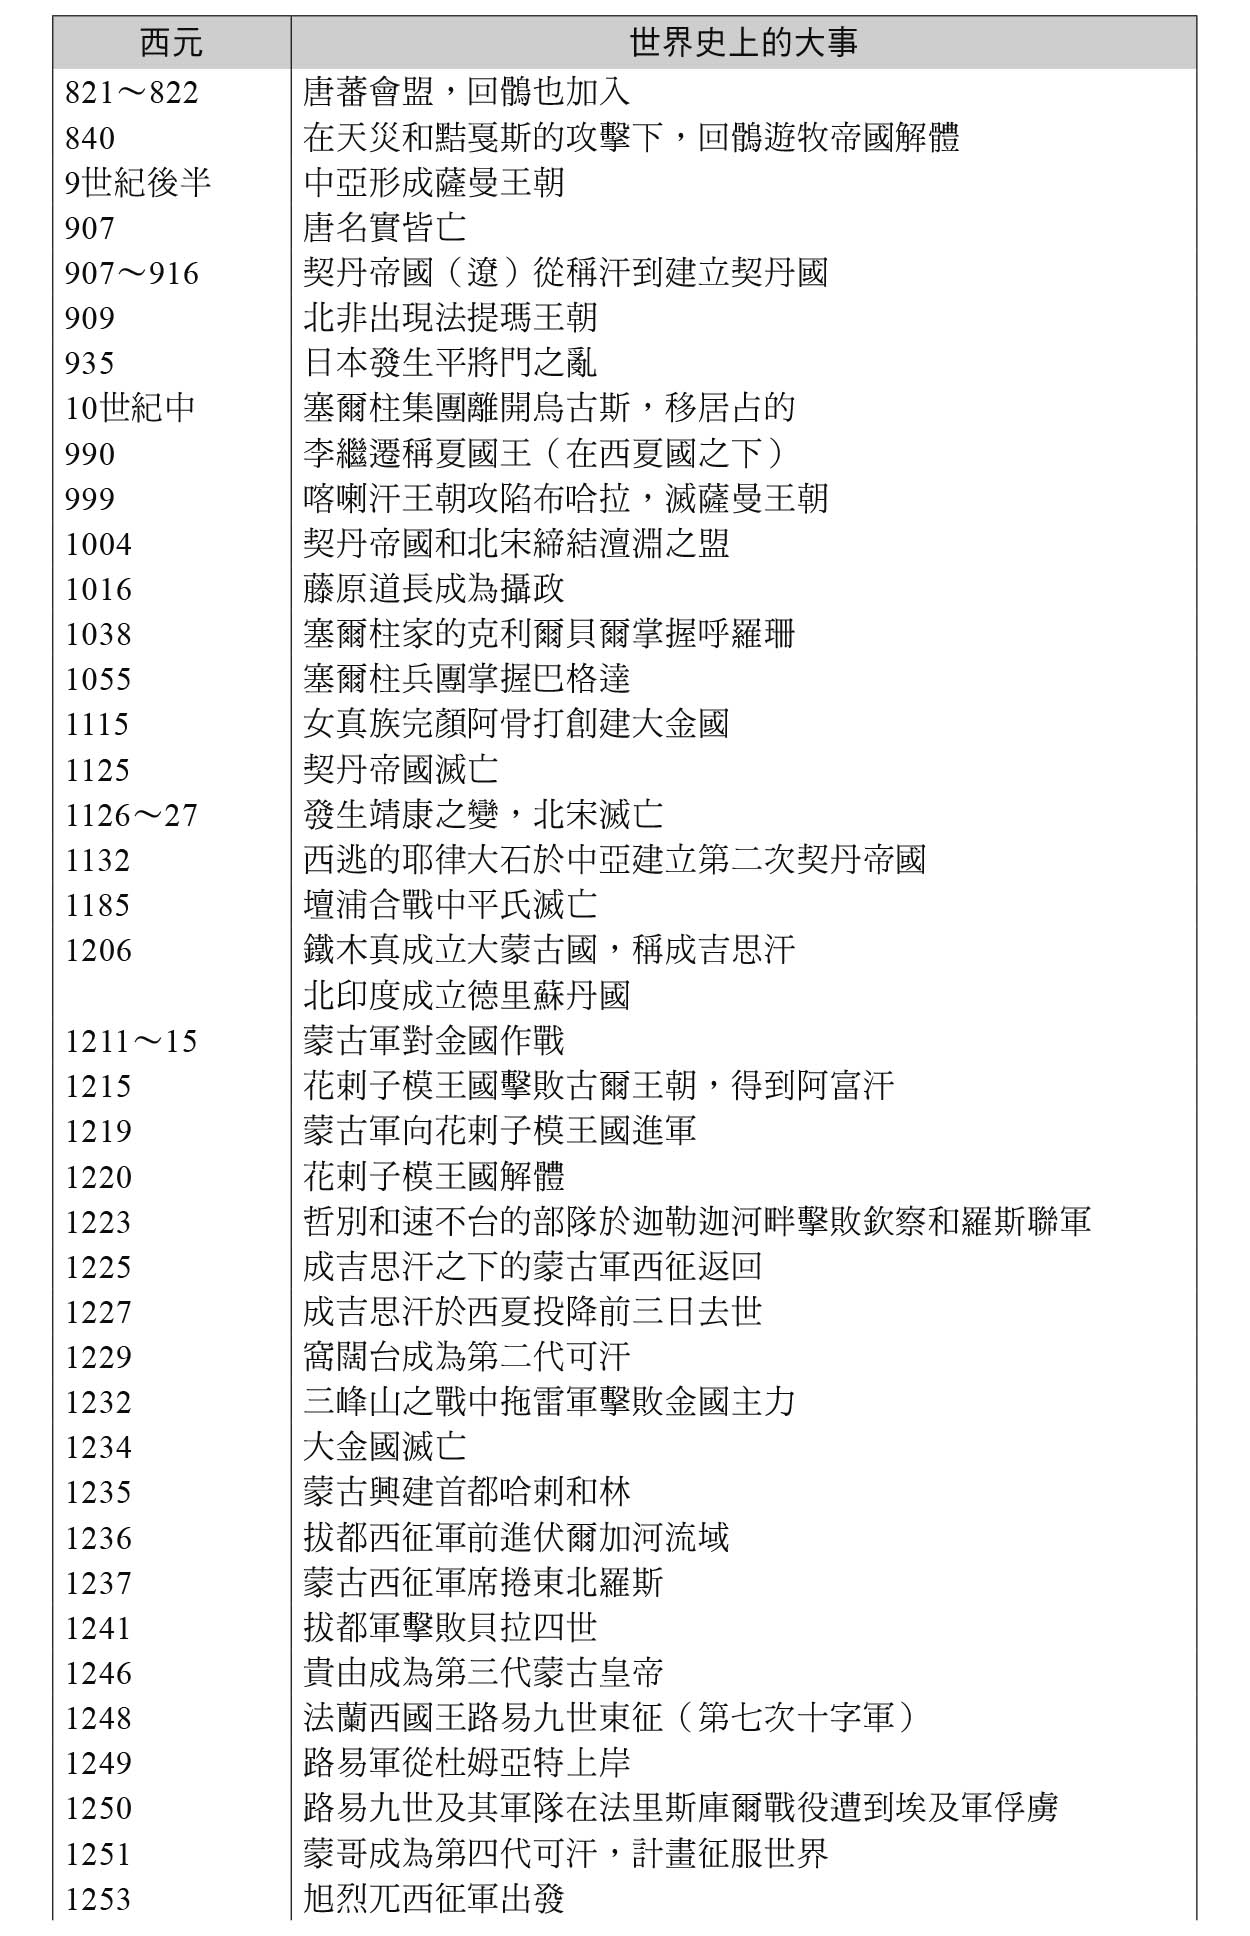 西元 世界史上的大事
821～822 唐蕃會盟，回鶻也加入
840 在天災和黠戛斯的攻擊下，回鶻遊牧帝國解體
9世紀後半 中亞形成薩曼王朝
907 唐名實皆亡
907～916 契丹帝國（遼）從稱汗到建立契丹國
909 北非出現法提瑪王朝
935 日本發生平將門之亂
10世紀中 塞爾柱集團離開烏古斯，移居占的
990 李繼遷稱夏國王（在西夏國之下）
999 喀喇汗王朝攻陷布哈拉，滅薩曼王朝
1004 契丹帝國和北宋締結澶淵之盟
1016 藤原道長成為攝政
1038 塞爾柱家的克利爾貝爾掌握呼羅珊
1055 塞爾柱兵團掌握巴格達
1115 女真族完顏阿骨打創建大金國
1125 契丹帝國滅亡
1126～27 發生靖康之變，北宋滅亡
1132 西逃的耶律大石於中亞建立第二次契丹帝國
1185 壇浦合戰中平氏滅亡
1206 鐵木真成立大蒙古國，稱成吉思汗
北印度成立德里蘇丹國
1211～15 蒙古軍對金國作戰
1215 花剌子模王國擊敗古爾王朝，得到阿富汗
1219 蒙古軍向花剌子模王國進軍
1220 花剌子模王國解體
1223 哲別和速不台的部隊於迦勒迦河畔擊敗欽察和羅斯聯軍
1225 成吉思汗之下的蒙古軍西征返回
1227 成吉思汗於西夏投降前三日去世
1229 窩闊台成為第二代可汗
1232 三峰山之戰中拖雷軍擊敗金國主力
1234 大金國滅亡
1235 蒙古興建首都哈剌和林
1236 拔都西征軍前進伏爾加河流域
1237 蒙古西征軍席捲東北羅斯
1241 拔都軍擊敗貝拉四世
1246 貴由成為第三代蒙古皇帝
1248 法蘭西國王路易九世東征（第七次十字軍）
1249 路易軍從杜姆亞特上岸
1250 路易九世及其軍隊在法里斯庫爾戰役遭到埃及軍俘虜
1251 蒙哥成為第四代可汗，計畫征服世界
1253 旭烈兀西征軍出發